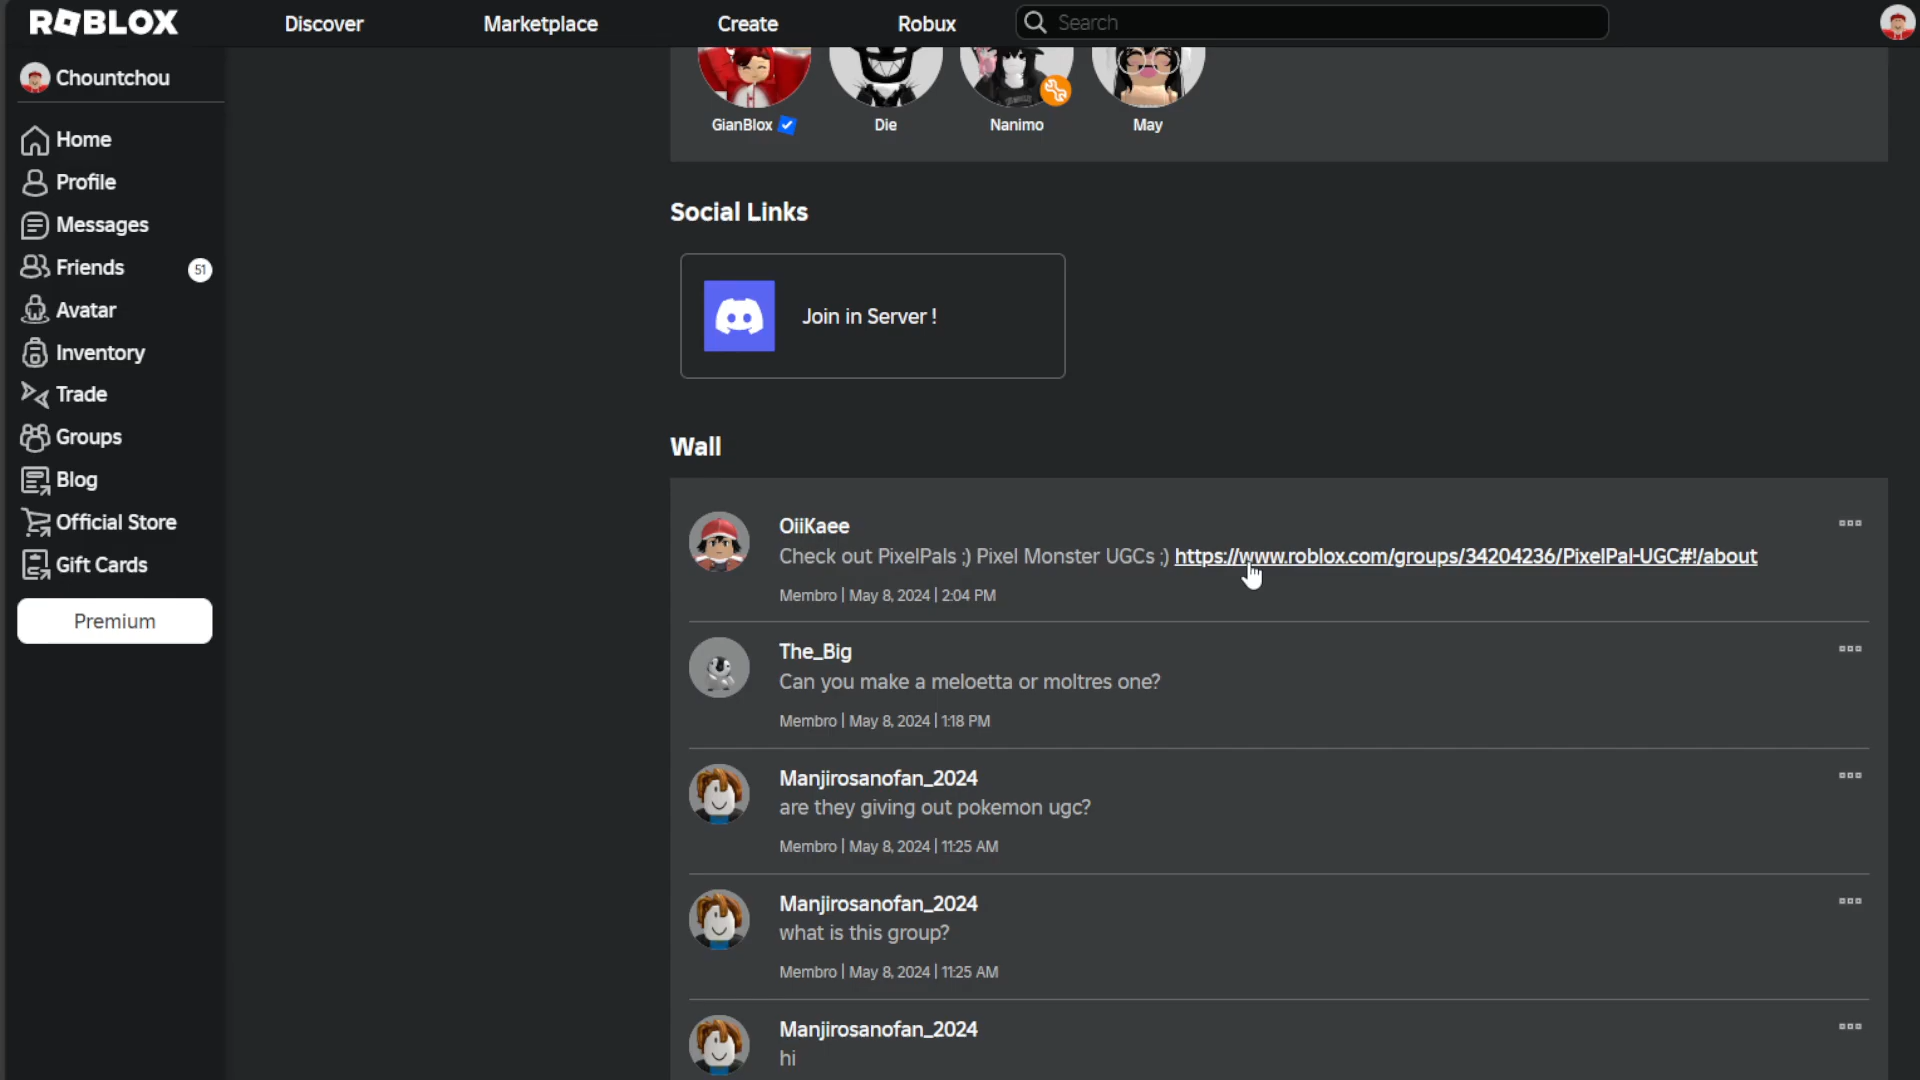 ROBLOX
Discover
Marketplace
Create
Robux
Search
Chountchou
Home
Profile
Messages
Friends
51
Avatar
Inventory
Trade
Groups
Blog
Official Store
Gift Cards
Premium
GianBlox
Die
Nanimo
May
Social Links
Join in Server !
Wall
OiiKaee
Check out PixelPals ;) Pixel Monster UGCs ;) https://www.roblox.com/groups/34204236/PixelPal-UGC#!/about
Membro | May 8, 2024 | 2:04 PM
The_Big
Can you make a meloetta or moltres one?
Membro | May 8, 2024 | 1:18 PM
Manjirosanofan_2024
are they giving out pokemon ugc?
Membro | May 8, 2024 | 11:25 AM
Manjirosanofan_2024
what is this group?
Membro | May 8, 2024 | 11:25 AM
Manjirosanofan_2024
hi